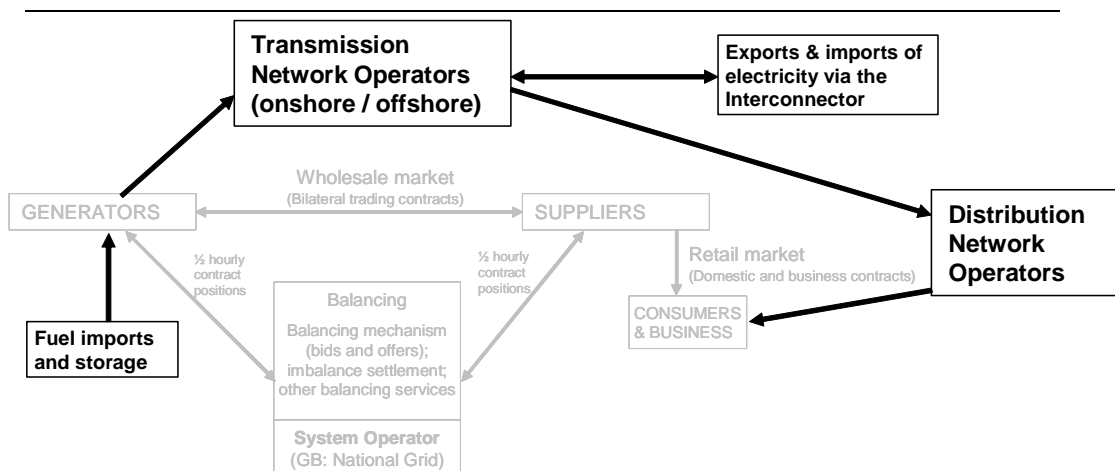 Transmission
Network Operators
(onshore / offshore)
Exports & imports of
electricity via the
Interconnector
Wholesale market
(Bilateral trading contracts)
GENERATORS
SUPPLIERS
Distribution
Network
Operators
½ hourly
contract
positions
½ hourly
contract
positions
Retail market
(Domestic and business contracts)
Balancing
CONSUMERS
& BUSINESS
Fuel imports
and storage
Balancing mechanism
(bids and offers);
imbalance settlement;
other balancing services
System Operator
(GB: National Grid)